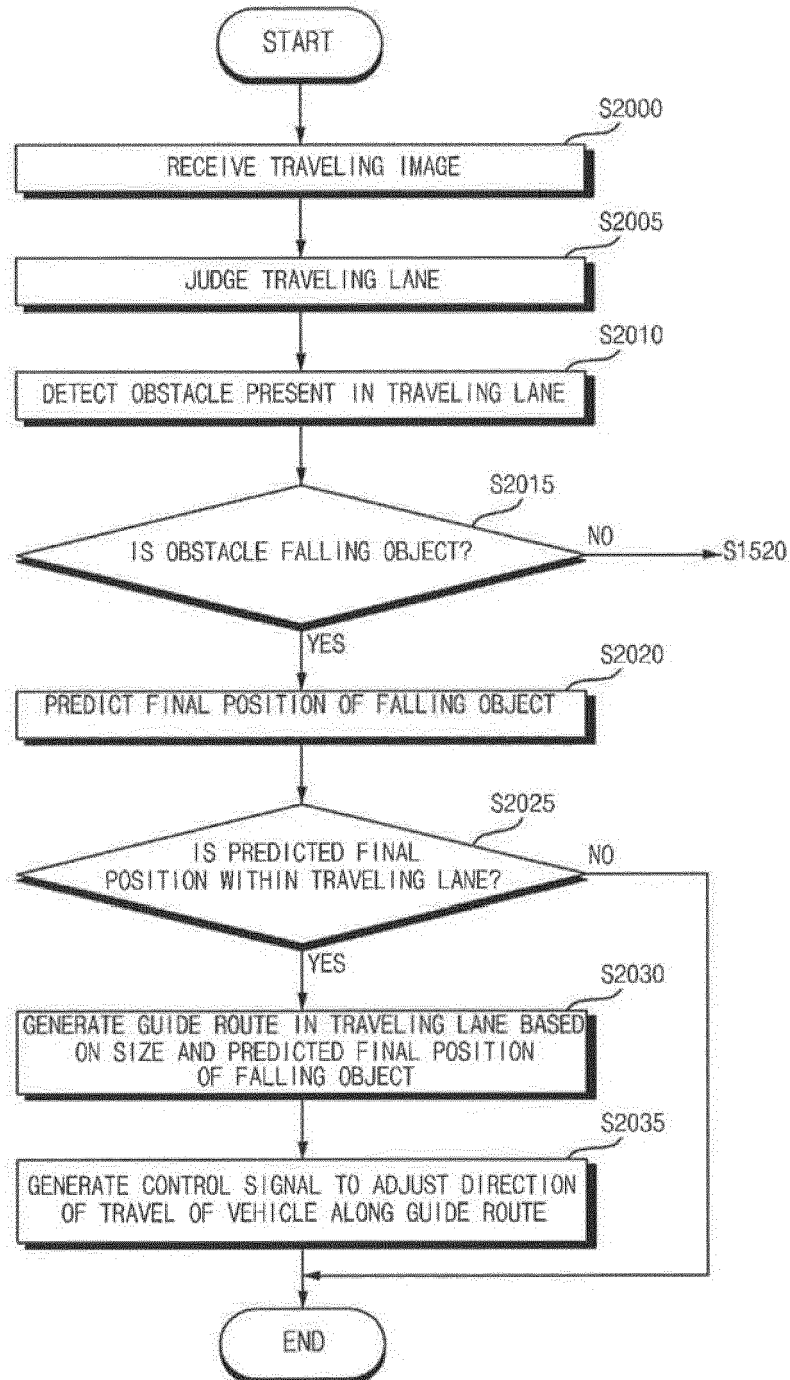 START
S2000
RECEIVE TRAVELING IMAGE
S2005
JUDGE TRAVELING LANE
S2010
DETECT OBSTACLE PRESENT IN TRAVELING LANE
S2015
IS OBSTACLE FALLING OBJECT?
NO
S1520
YES
S2020
PREDICT FINAL POSITION OF FALLING OBJECT
S2025
IS PREDICTED FINAL
POSITION WITHIN TRAVELING LANE?
NO
YES
S2030
GENERATE GUIDE ROUTE IN TRAVELING LANE BASED
ON SIZE AND PREDICTED FINAL POSITION
OF FALLING OBJECT
S2035
GENERATE CONTROL SIGNAL TO ADJUST DIRECTION
OF TRAVEL OF VEHICLE ALONG GUIDE ROUTE
END